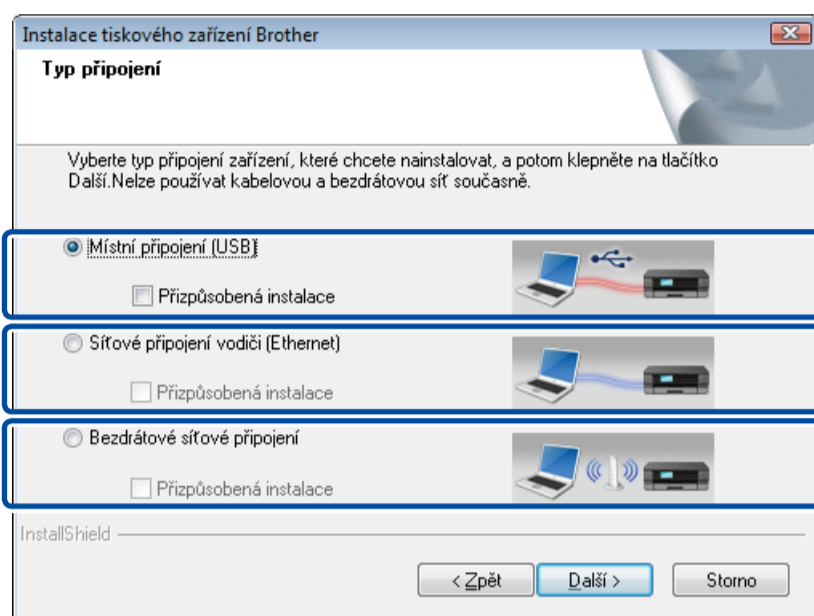 Instalace tiskového zařízení Brother
Typ připojení
Vyberte typ připojení zařízení, které chcete nainstalovat, a potom klepněte na tlačítko
Další.Nelze používat kabelovou a bezdrátovou síť současně.
Místní připojení (USB)
Přizpůsobená instalace
Síťové připojení vodiči (Ethernet)
Přizpůsobená instalace
Bezdrátové síťové připojení
Přizpůsobená instalace
InstallShield
< Zpět
Další >
Storno